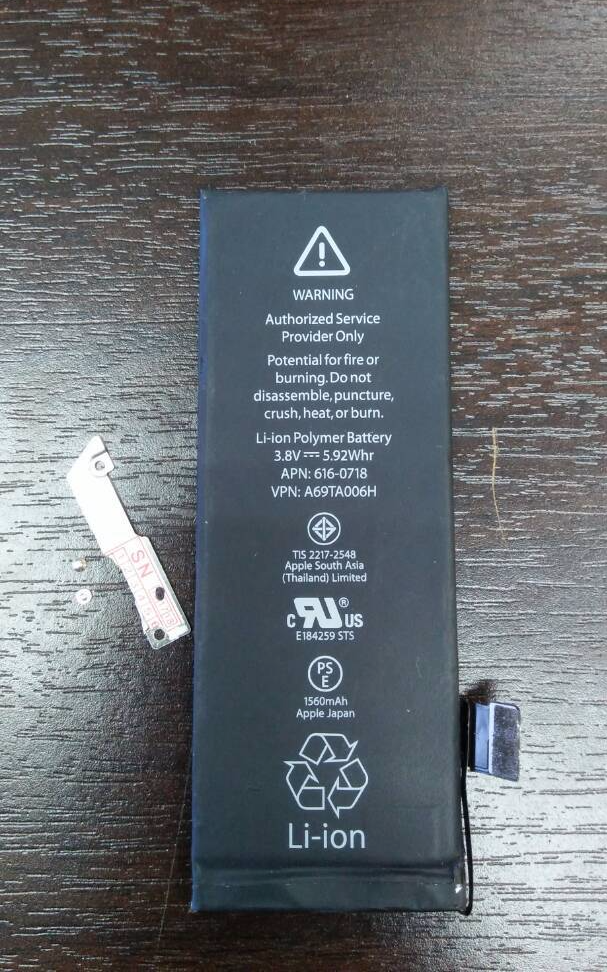 WARNING
Authorized Service
Provider Only
Potential for fire or
burning. Do not
disassemble, puncture,
crush, heat, or burn.
Li-ion Polymer Battery
3.8V ⎓ 5.92Whr
APN: 616-0718
VPN: A69TA006H
TIS 2217-2548
Apple South Asia
(Thailand) Limited
c RU ® US
E184259 STS
PS
E
1560mAh
Apple Japan
Li-ion
SN